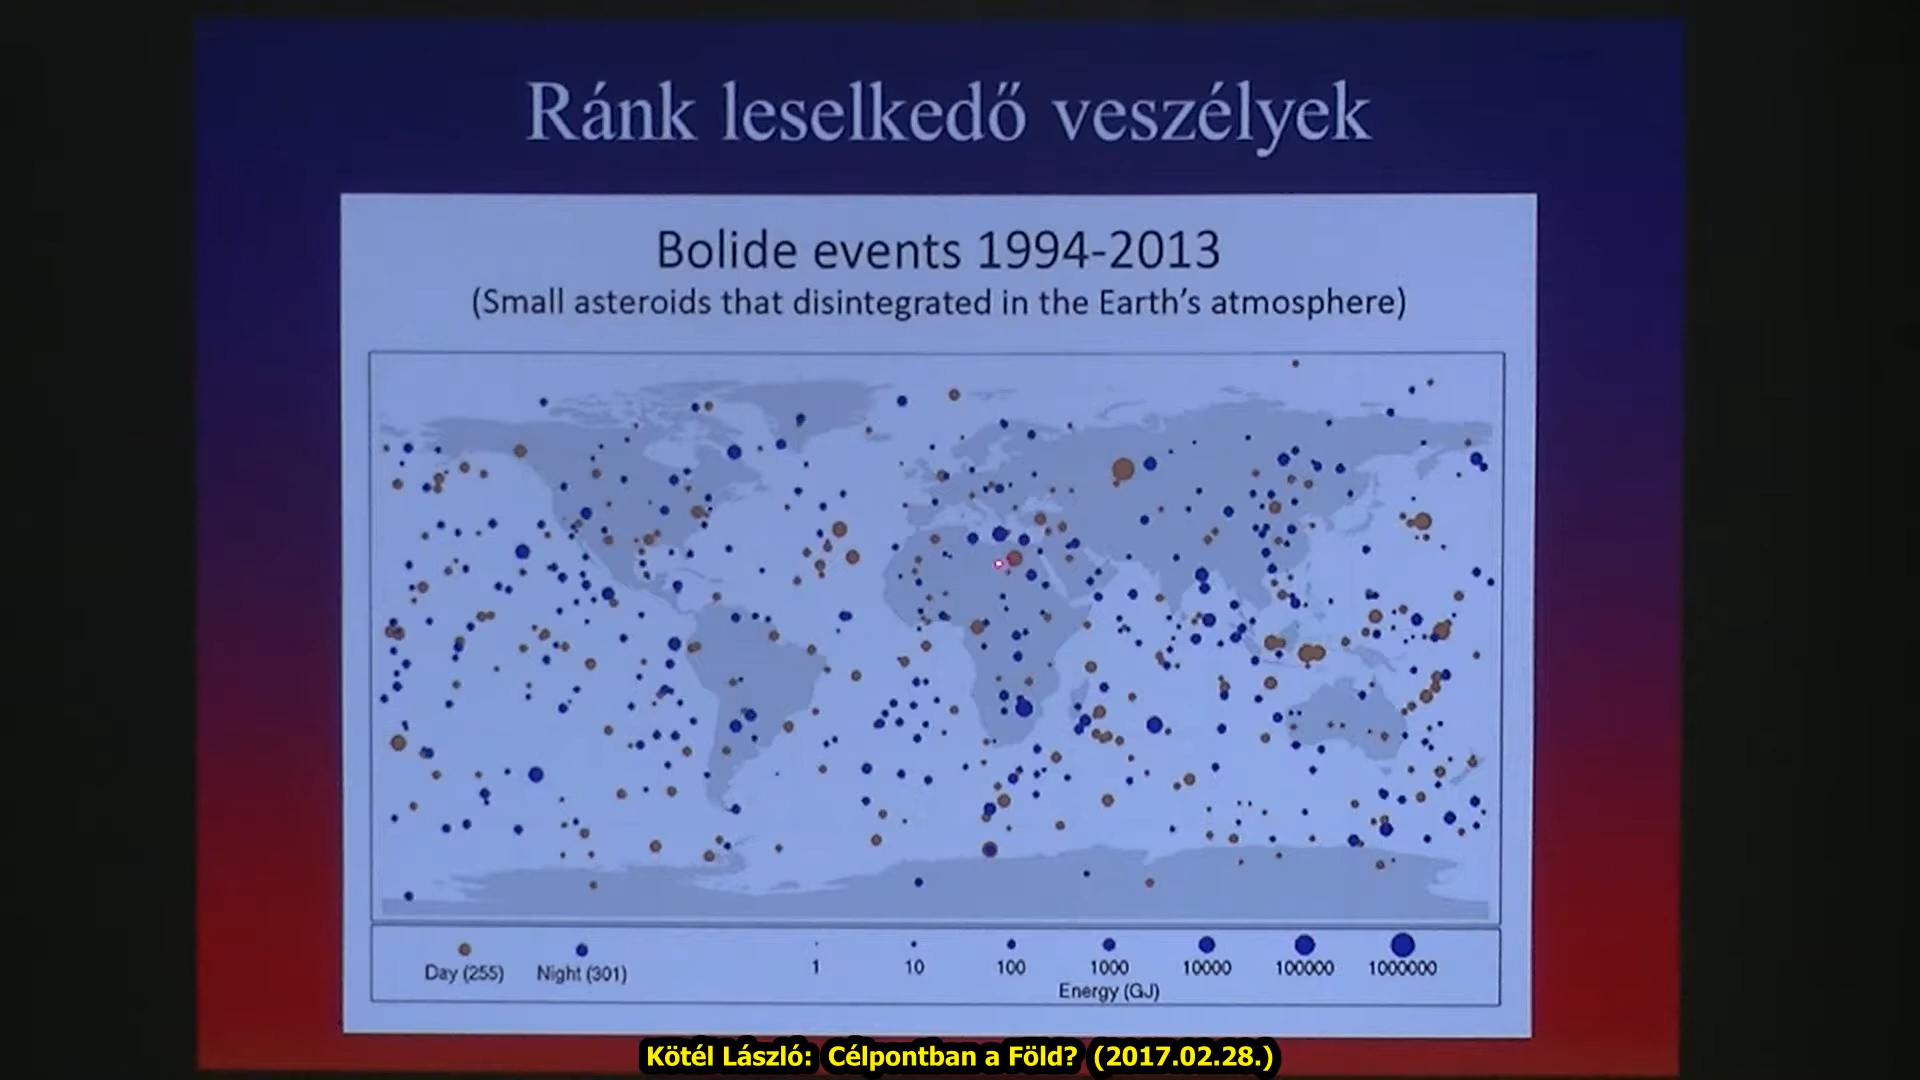 Ránk leselkedő veszélyek
Bolide events 1994-2013
(Small asteroids that disintegrated in the Earth's atmosphere)
Day (255) Night (301) 1 10 100 1000 10000 100000 1000000
Energy (GJ)
Kötél László: Célpontban a Föld? (2017.02.28.)